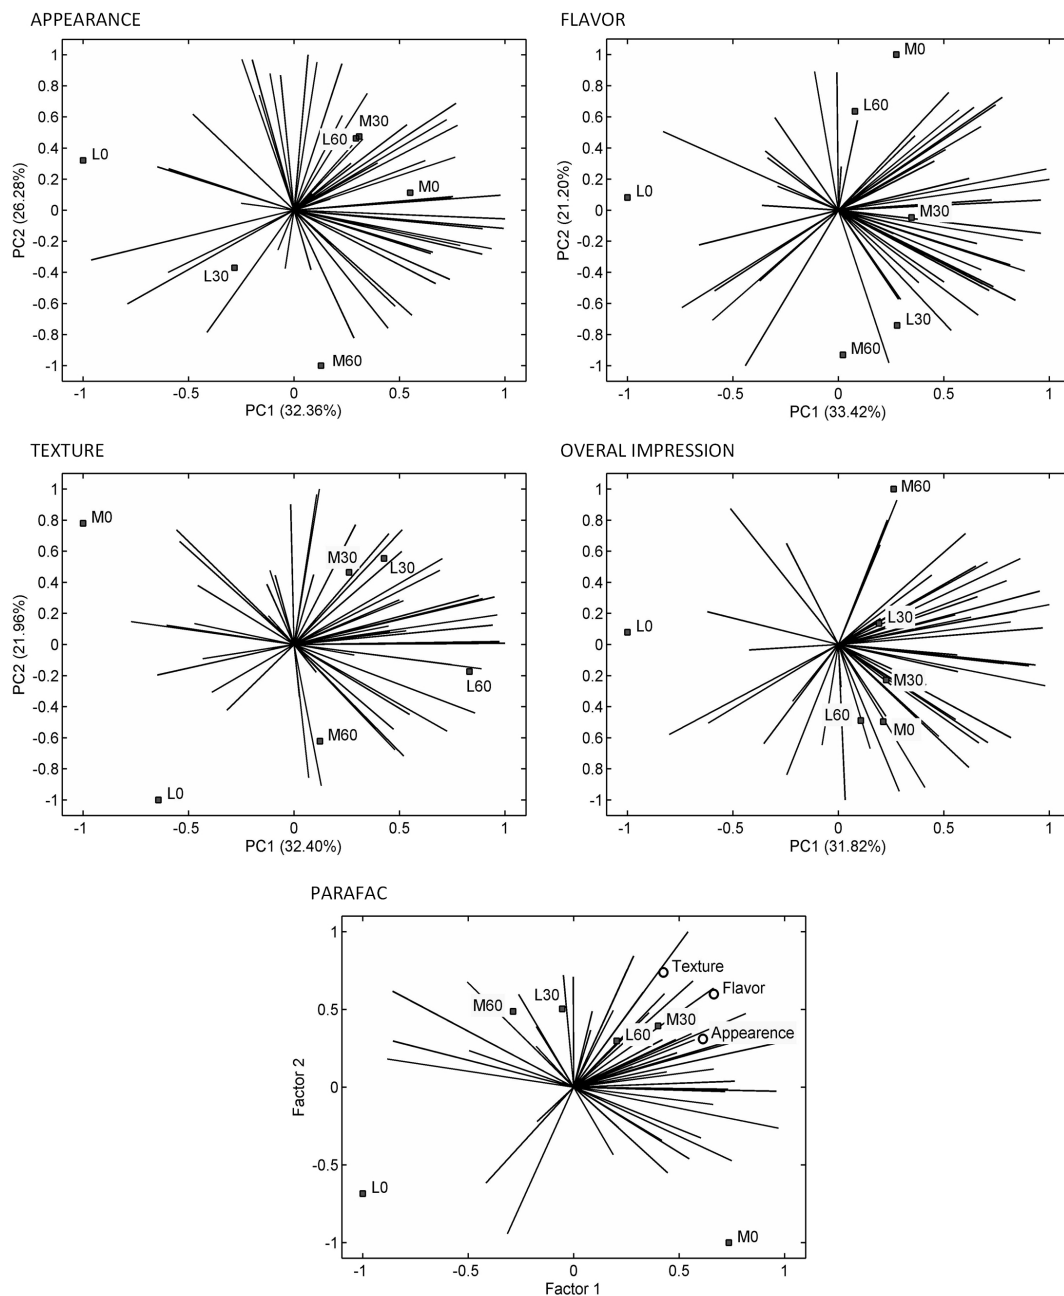 APPEARANCE
1
0.8
0.6
0.4
0.2
0
-0.2
-0.4
-0.6
-0.8
-1
PC2 (26.28%)
L0
L60
M30
M0
L30
M60
-1
-0.5
0
0.5
1
PC1 (32.36%)
FLAVOR
1
0.8
0.6
0.4
0.2
0
-0.2
-0.4
-0.6
-0.8
-1
PC2 (21.20%)
M0
L60
L0
M30
L30
M60
-1
-0.5
0
0.5
1
PC1 (33.42%)
TEXTURE
1
0.8
0.6
0.4
0.2
0
-0.2
-0.4
-0.6
0.8
-1
PC2 (21.96%)
M0
M30
L30
L60
M60
L0
-1
-0.5
0
0.5
1
PC1 (32.40%)
OVERAL IMPRESSION
1
0.8
0.6
0.4
0.2
0
-0.2
-0.4
-0.6
-0.8
-1
M60
L30
L0
M30.
L60
M0
-1
-0.5
0
0.5
1
PC1 (31.82%)
PARAFAC
1
0.5
0
-0.5
-1
Factor 2
Texture
Flavor
M60
L30
L60
M30
Appearence
L0
M0
-1
-0.5
0
0.5
1
Factor 1